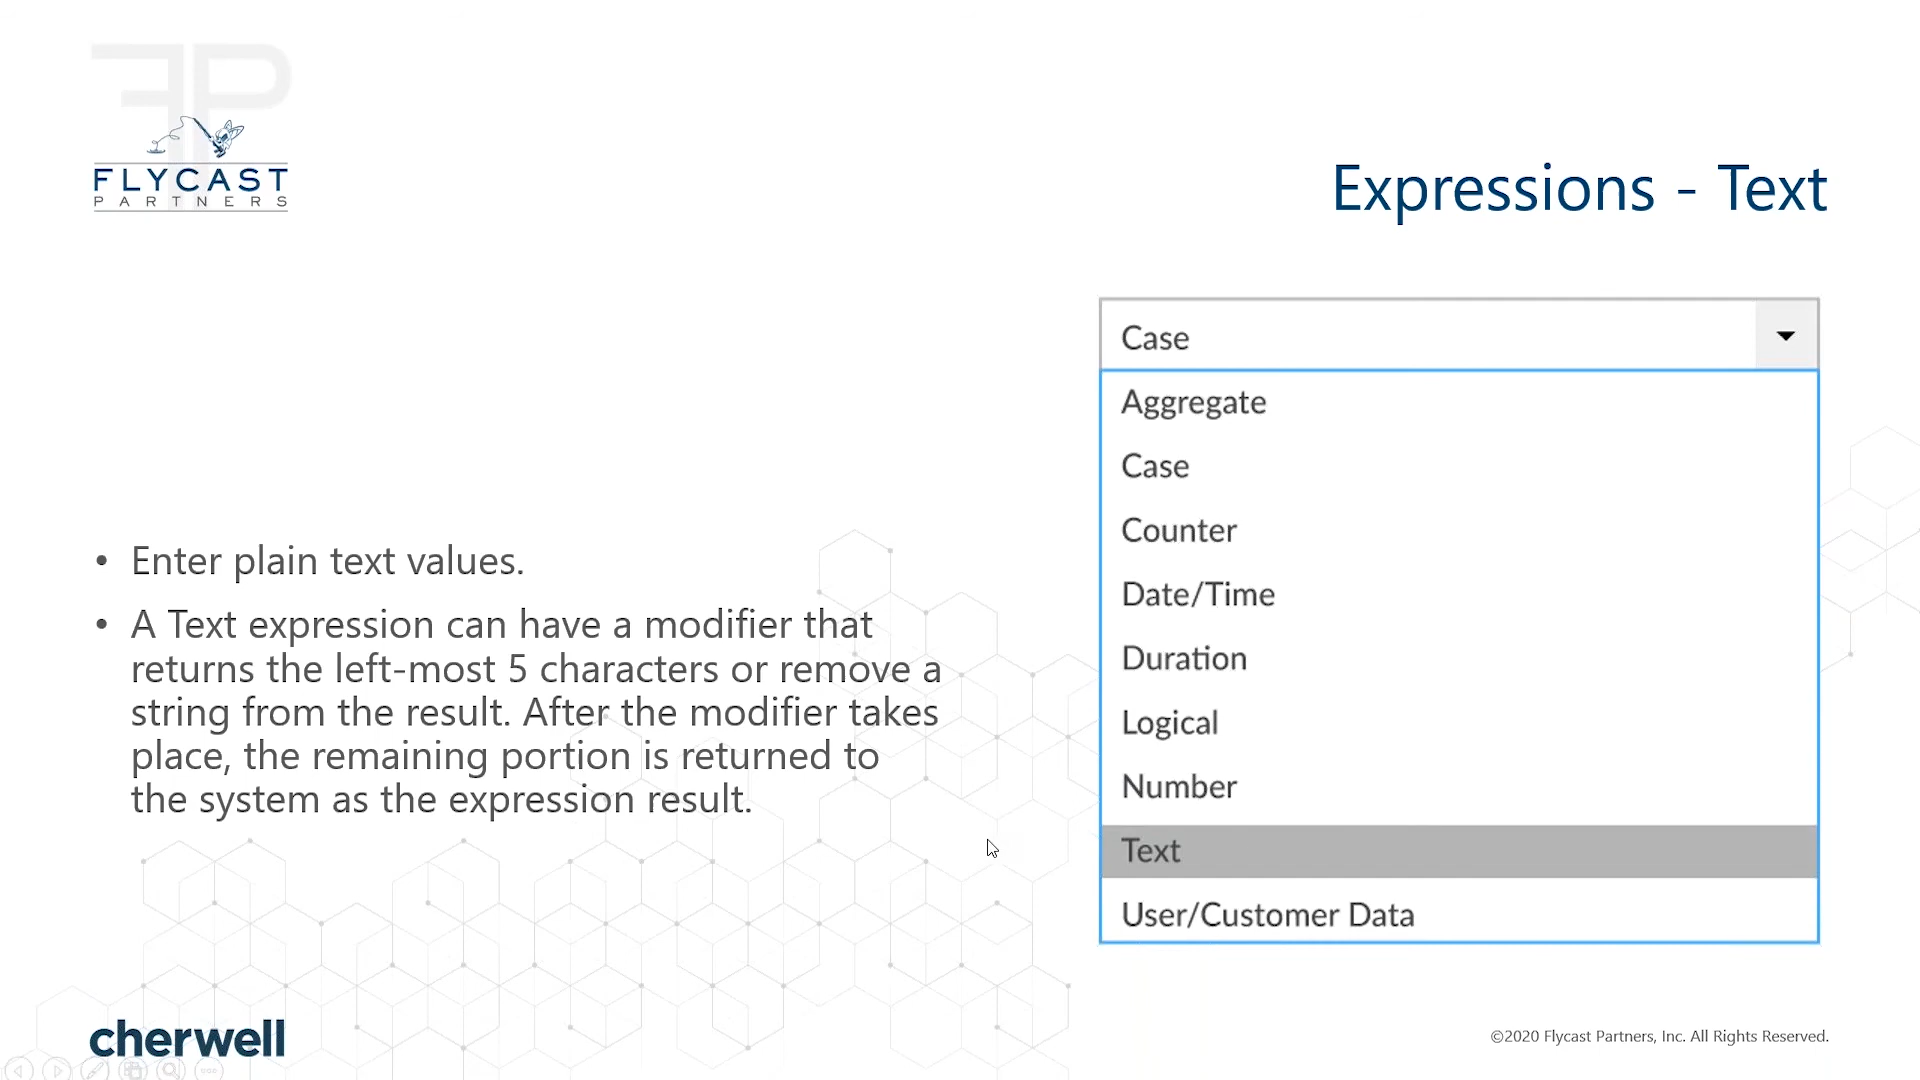 FP
FLYCAST
PARTNERS
Expressions - Text
• Enter plain text values.
• A Text expression can have a modifier that
returns the left-most 5 characters or remove a
string from the result. After the modifier takes
place, the remaining portion is returned to
the system as the expression result.
Case
Aggregate
Case
Counter
Date/Time
Duration
Logical
Number
Text
User/Customer Data
cherwell
©2020 Flycast Partners, Inc. All Rights Reserved.